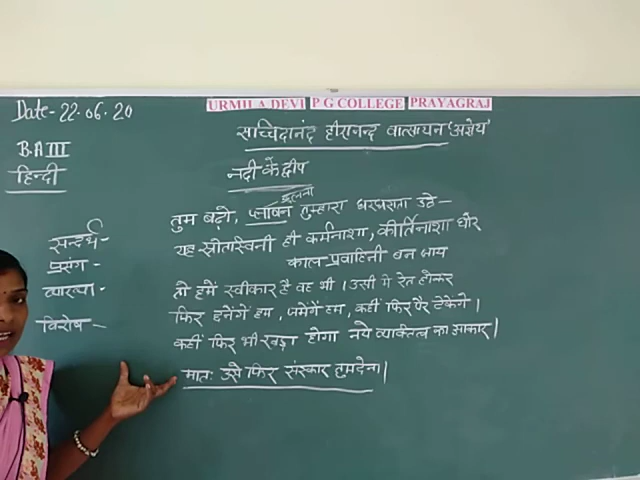 Date - 22.06.20
URMILA DEVI P G COLLEGE PRAYAGRAJ
सच्चिदानंद हीरानन्द वात्सायन 'अज्ञेय'
B.A III
हिन्दी
नदी के द्वीप
तुम बढ़ो, प्लावन तुम्हारा घरघराता उठे -
सन्दर्भ -
यह स्रोतास्विनी ही कर्मनाशा, कीर्तिनाशा घोर
काल प्रवाहिनी बन जाय
प्रसंग -
तो हमें स्वीकार है वह भी । उसी में रेत होकर
व्याख्या -
फिर छनेंगें हम, जमेंगें हम, कहीं फिर पैर टेकेगें ।
विशेष -
कहीं फिर भी खड़ा होगा नये व्यक्तित्व का आकार ।
मातः उसे फिर संस्कार तुम देना ।